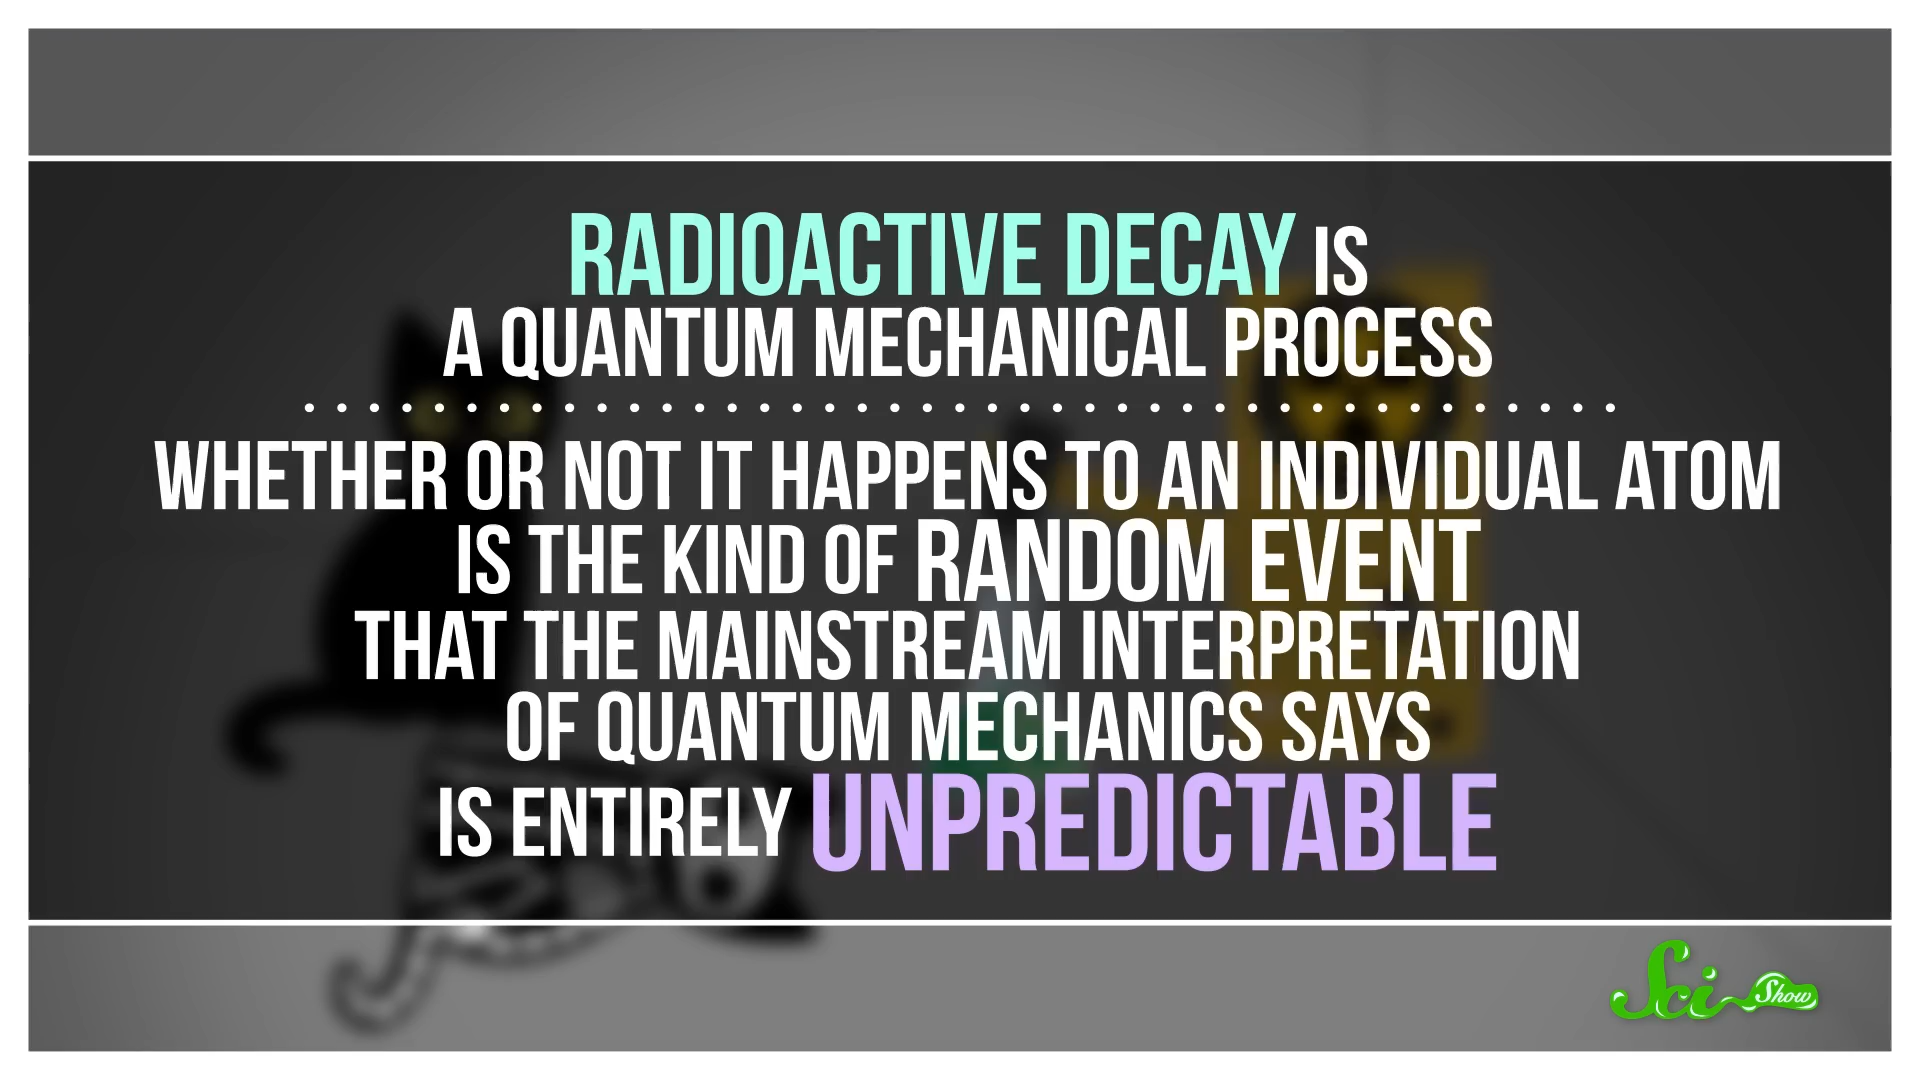 RADIOACTIVE DECAY IS
A QUANTUM MECHANICAL PROCESS
WHETHER OR NOT IT HAPPENS TO AN INDIVIDUAL ATOM
IS THE KIND OF RANDOM EVENT
THAT THE MAINSTREAM INTERPRETATION
OF QUANTUM MECHANICS SAYS
IS ENTIRELY UNPREDICTABLE
Sci Show